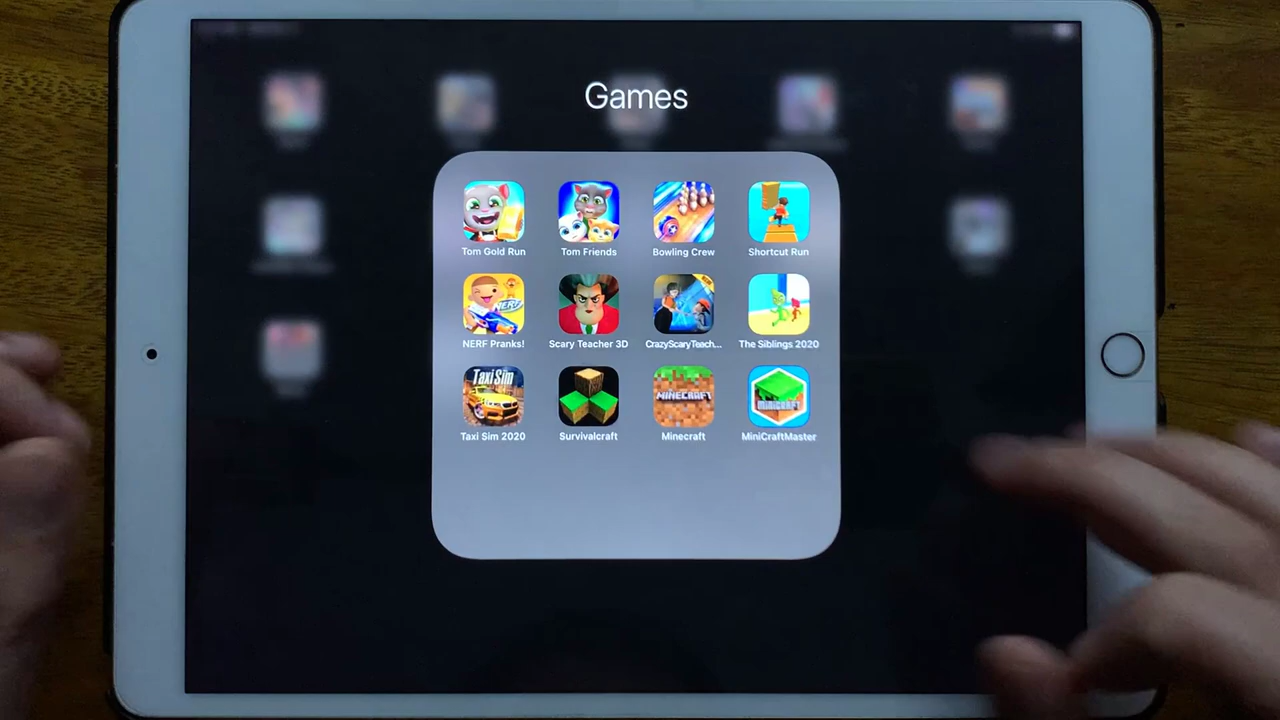 Games
Tom Gold Run
Tom Friends
Bowling Crew
Shortcut Run
NERF
NERF Pranks!
Scary Teacher 3D
CrazyScaryTeach...
The Siblings 2020
Taxi Sim
MINECRAFT
MINICRAFT
Taxi Sim 2020
Survivalcraft
Minecraft
MiniCraftMaster